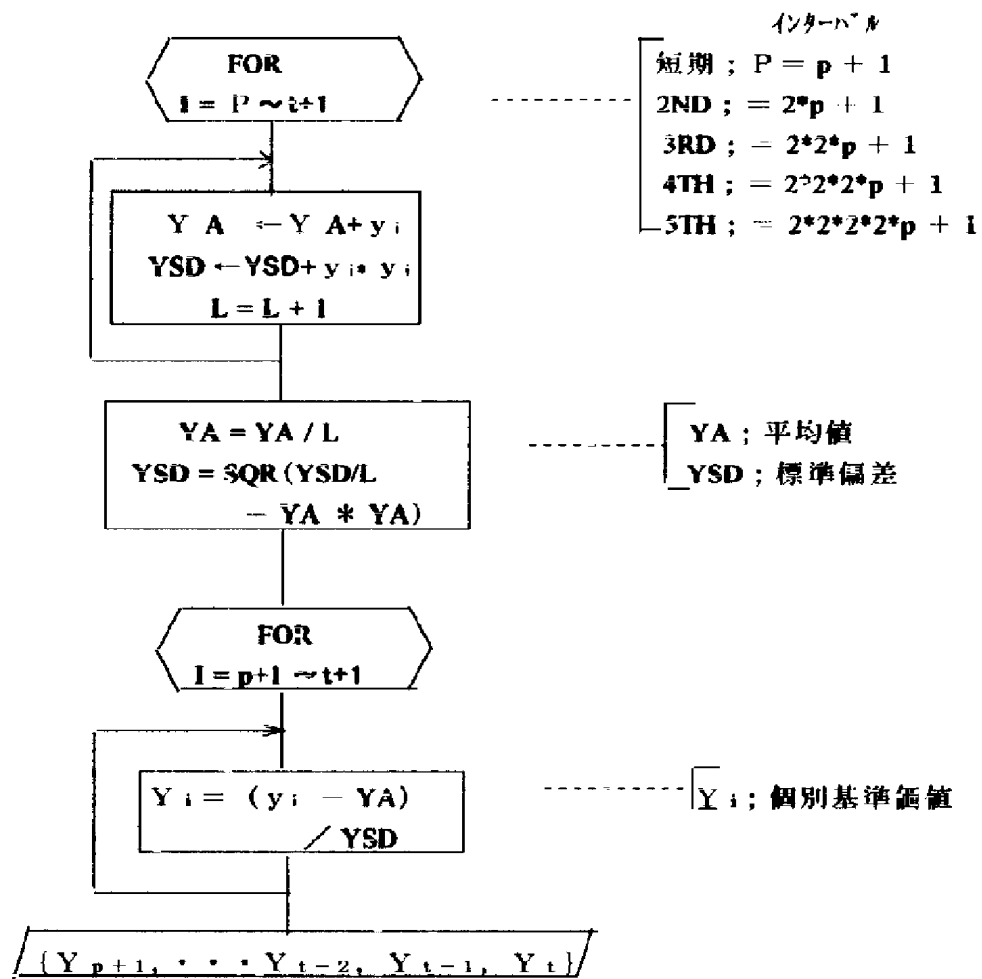 インターバル
FOR
I = P ~ t+1
短期 ; P = p + 1
2ND ; = 2*p + 1
3RD ; = 2*2*p + 1
4TH ; = 2*2*2*p + 1
5TH ; = 2*2*2*2*p + 1
Y A ← Y A+ y i
YSD ← YSD+ y i* y i
L = L + 1
YA = YA / L
YSD = SQR (YSD/L
- YA * YA)
YA ; 平均値
YSD ; 標準偏差
FOR
I = p+1 ~ t+1
Y i = (y i - YA)
/ YSD
Y i ; 個別基準価値
{Y p+1, ・・・ Y t-2, Y t-1, Y t}